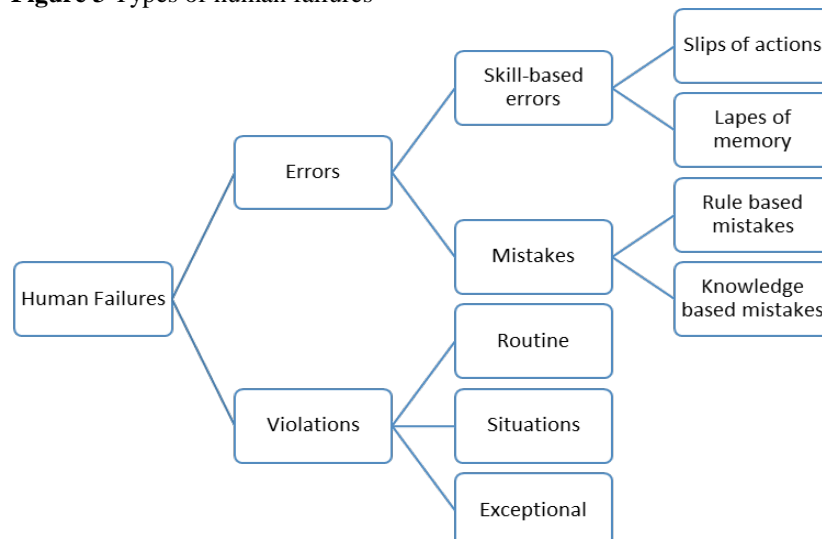 Figure 3 Types of human failures
Human Failures
Errors
Skill-based
errors
Slips of actions
Lapes of
memory
Mistakes
Rule based
mistakes
Knowledge
based mistakes
Violations
Routine
Situations
Exceptional